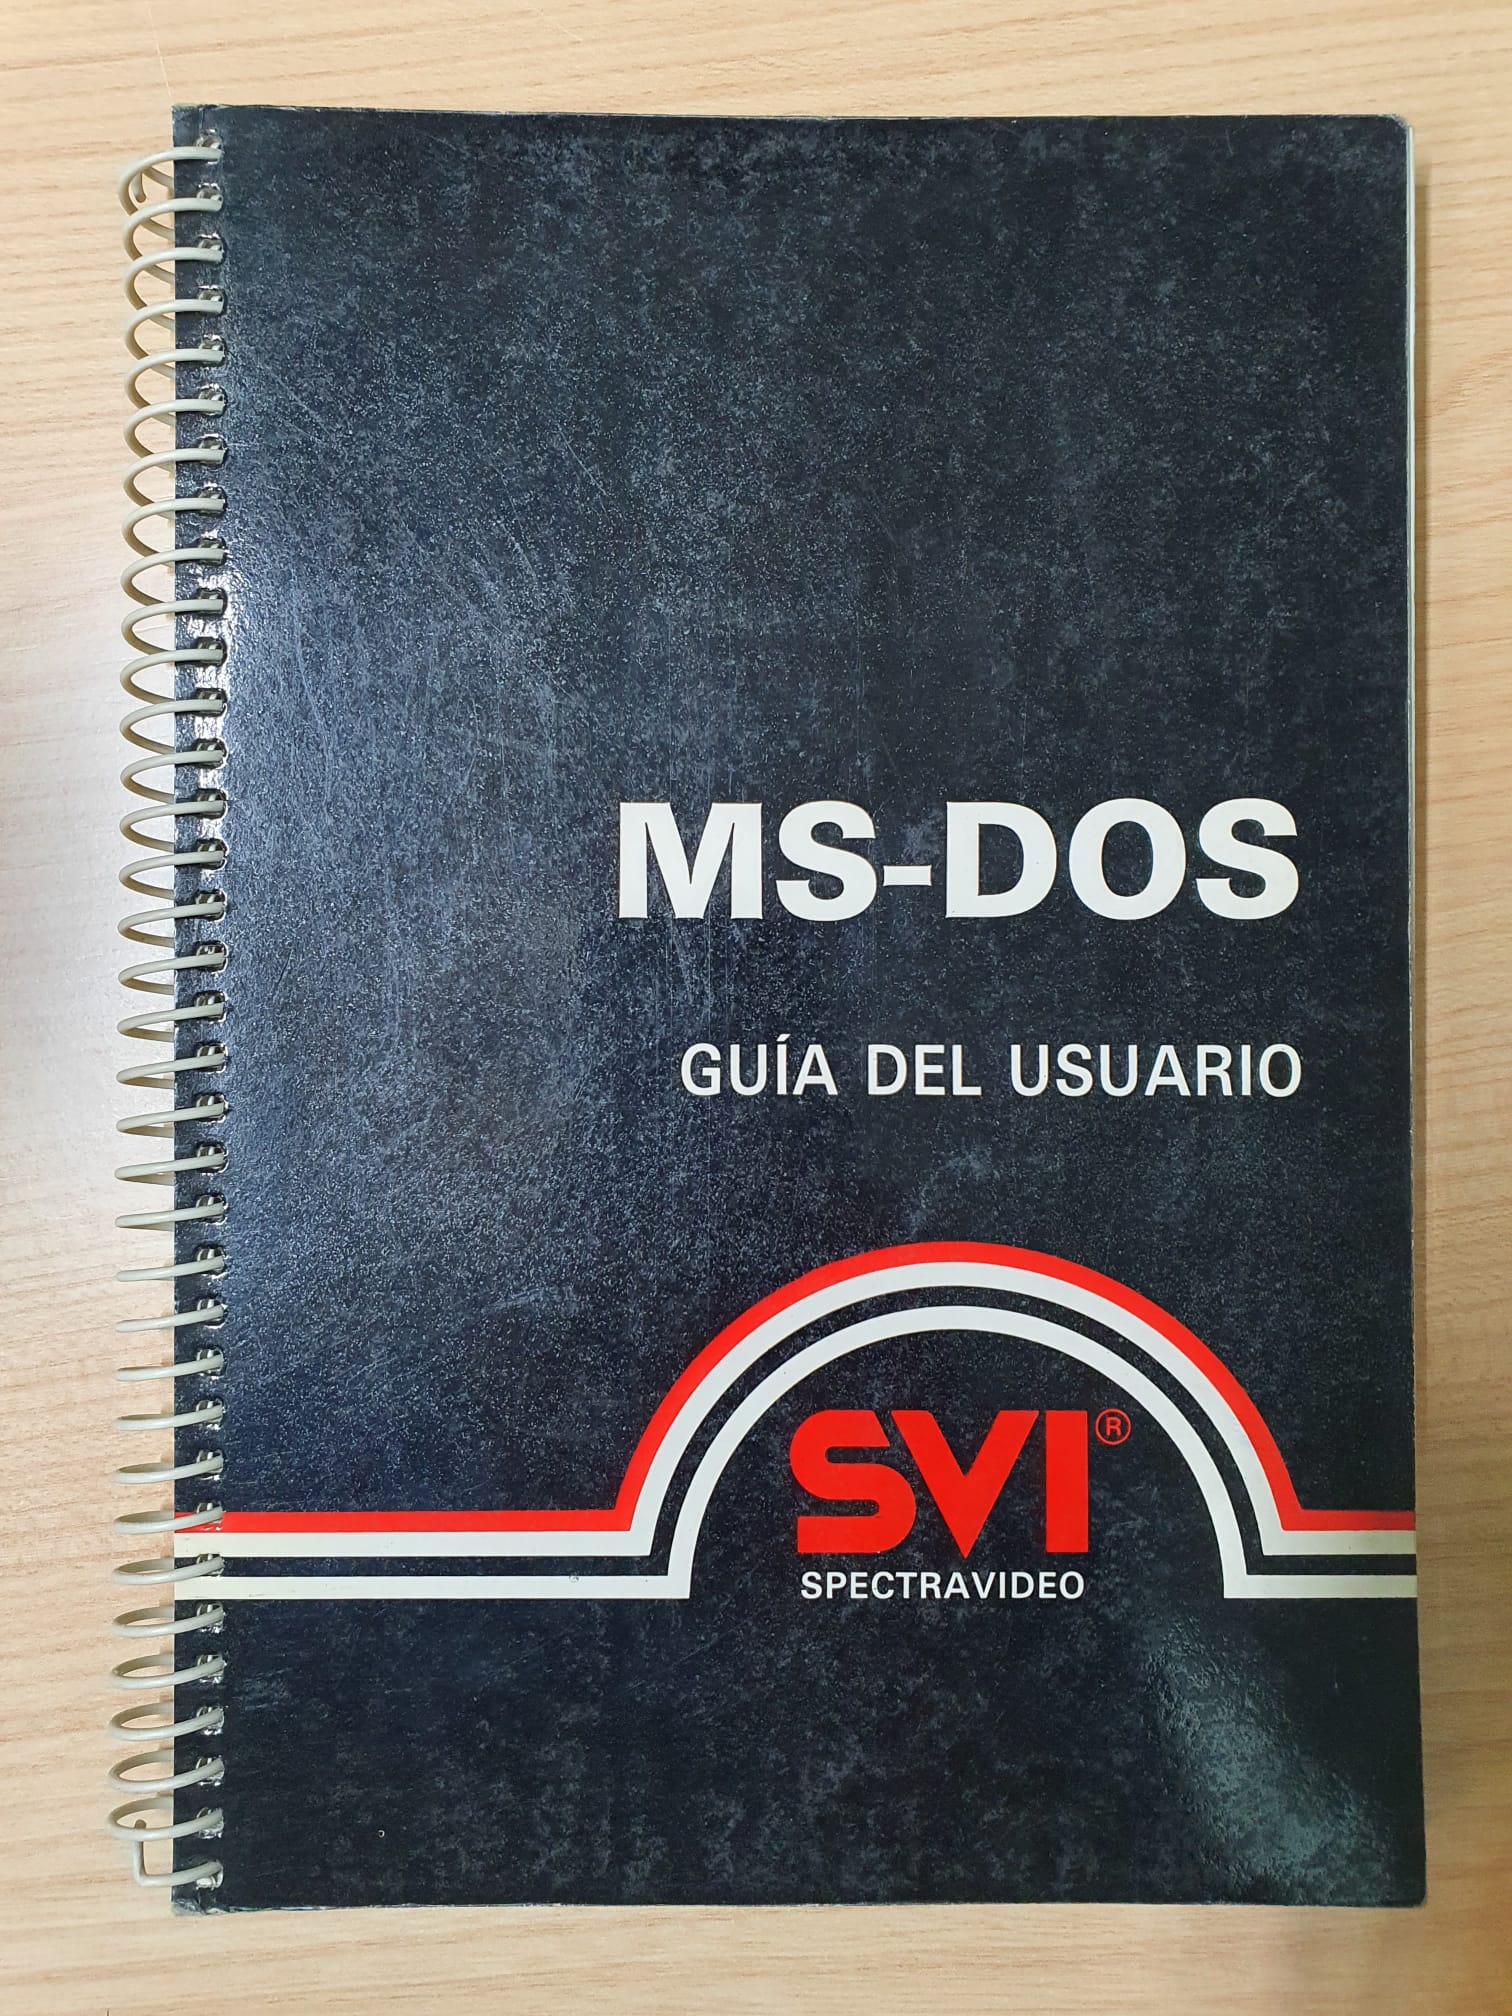 MS-DOS
GUÍA DEL USUARIO
SVI®
SPECTRAVIDEO